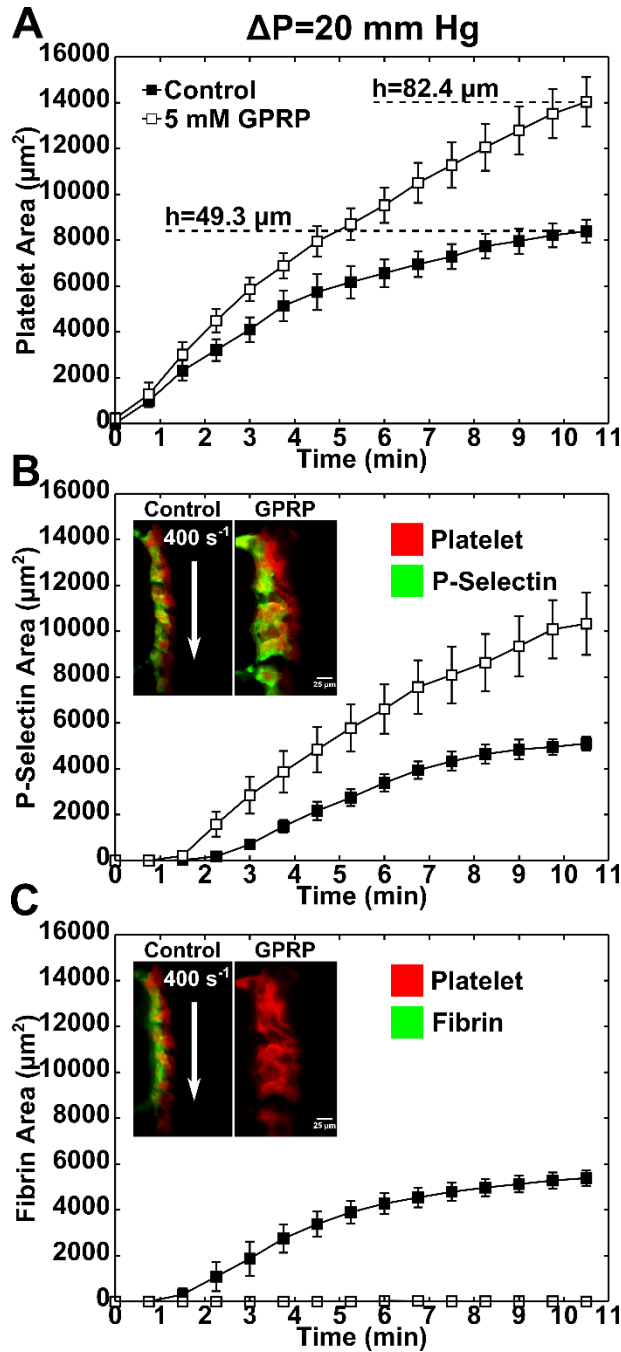 A
ΔP=20 mm Hg
16000
14000
12000
10000
8000
6000
4000
2000
0
Platelet Area (µm²)
Control
5 mM GPRP
h=82.4 µm
h=49.3 µm
0 1 2 3 4 5 6 7 8 9 10 11
Time (min)
B
16000
14000
12000
10000
8000
6000
4000
2000
0
P-Selectin Area (µm²)
Control GPRP
400 s⁻¹
25 µm
Platelet
P-Selectin
0 1 2 3 4 5 6 7 8 9 10 11
Time (min)
C
16000
14000
12000
10000
8000
6000
4000
2000
0
Fibrin Area (µm²)
Control GPRP
400 s⁻¹
25 µm
Platelet
Fibrin
0 1 2 3 4 5 6 7 8 9 10 11
Time (min)